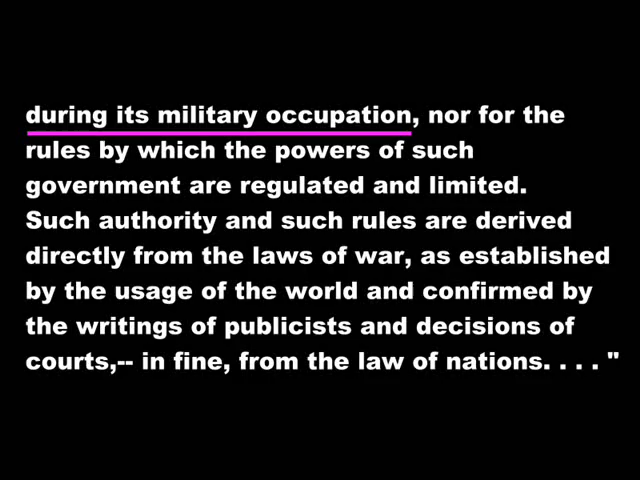 during its military occupation, nor for the
rules by which the powers of such
government are regulated and limited.
Such authority and such rules are derived
directly from the laws of war, as established
by the usage of the world and confirmed by
the writings of publicists and decisions of
courts,-- in fine, from the law of nations. . . . "